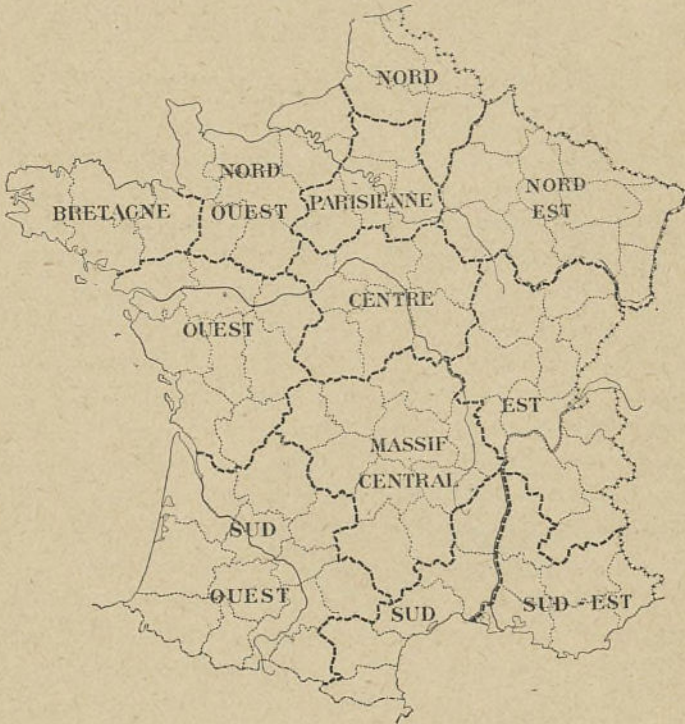 NORD
NORD
OUEST
BRETAGNE
PARISIENNE
NORD
EST
CENTRE
OUEST
EST
MASSIF
CENTRAL
SUD
OUEST
SUD
SUD-EST